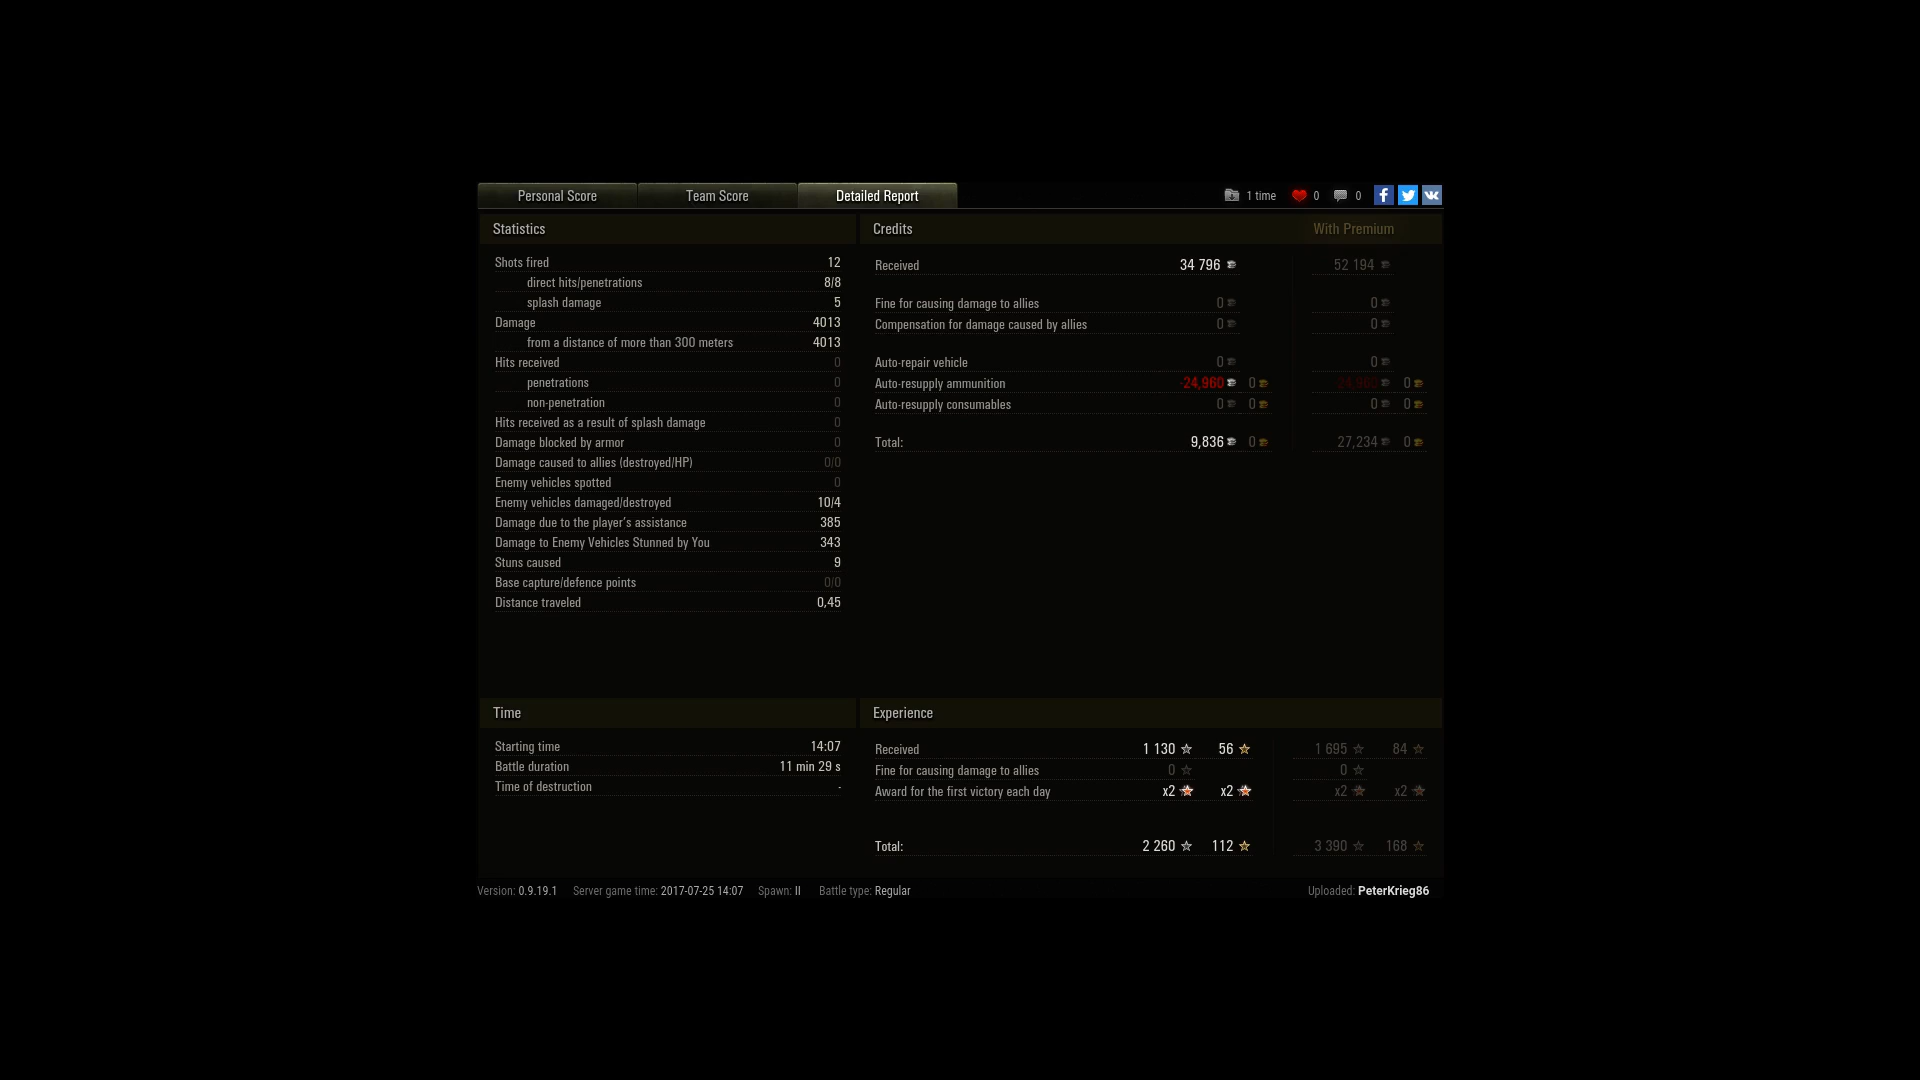 Personal Score Team Score Detailed Report 1 time 0 0
Statistics
Shots fired 12
direct hits/penetrations 8/8
splash damage 5
Damage 4013
from a distance of more than 300 meters 4013
Hits received 0
penetrations 0
non-penetration 0
Hits received as a result of splash damage 0
Damage blocked by armor 0
Damage caused to allies (destroyed/HP) 0/0
Enemy vehicles spotted 0
Enemy vehicles damaged/destroyed 10/4
Damage due to the player's assistance 385
Damage to Enemy Vehicles Stunned by You 343
Stuns caused 9
Base capture/defence points 0/0
Distance traveled 0,45
Credits With Premium
Received 34 796 52 194
Fine for causing damage to allies 0 0
Compensation for damage caused by allies 0 0
Auto-repair vehicle 0 0
Auto-resupply ammunition -24,960 0 -24,960 0
Auto-resupply consumables 0 0 0 0
Total: 9,836 0 27,234 0
Time
Starting time 14:07
Battle duration 11 min 29 s
Time of destruction -
Experience
Received 1 130 56 1 695 84
Fine for causing damage to allies 0 0
Award for the first victory each day x2 x2 x2 x2
Total: 2 260 112 3 390 168
Version: 0.9.19.1 Server game time: 2017-07-25 14:07 Spawn: II Battle type: Regular Uploaded: PeterKrieg86